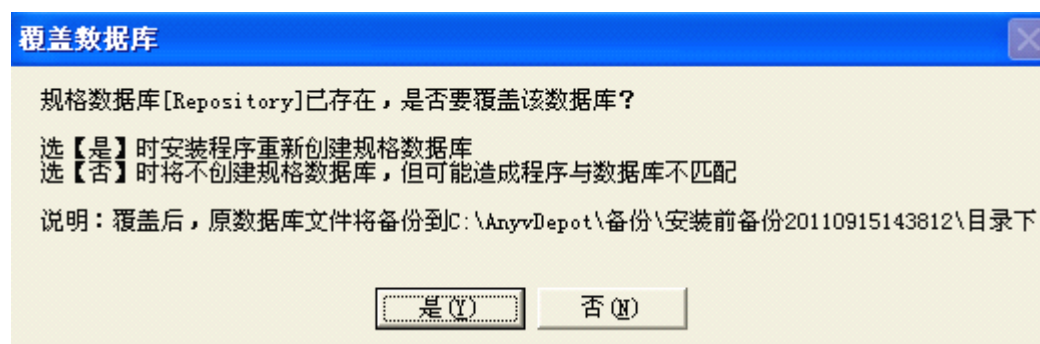 覆盖数据库
规格数据库[Repository]已存在，是否要覆盖该数据库？
选【是】时安装程序重新创建规格数据库
选【否】时将不创建规格数据库，但可能造成程序与数据库不匹配
说明：覆盖后，原数据库文件将备份到C:\AnyvDepot\备份\安装前备份20110915143812\目录下
是(Y) 否(N)